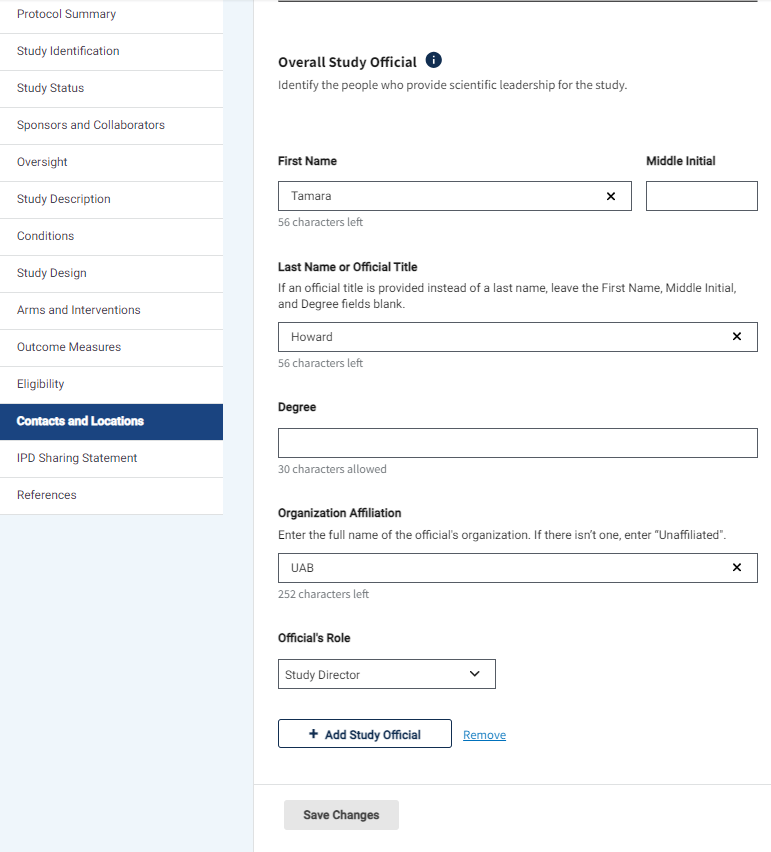 Protocol Summary
Study Identification
Study Status
Sponsors and Collaborators
Oversight
Study Description
Conditions
Study Design
Arms and Interventions
Outcome Measures
Eligibility
Contacts and Locations
IPD Sharing Statement
References
Overall Study Official
Identify the people who provide scientific leadership for the study.
First Name
Middle Initial
Tamara
56 characters left
Last Name or Official Title
If an official title is provided instead of a last name, leave the First Name, Middle Initial,
and Degree fields blank.
Howard
56 characters left
Degree
30 characters allowed
Organization Affiliation
Enter the full name of the official's organization. If there isn’t one, enter “Unaffiliated".
UAB
252 characters left
Official's Role
Study Director
+ Add Study Official
Remove
Save Changes